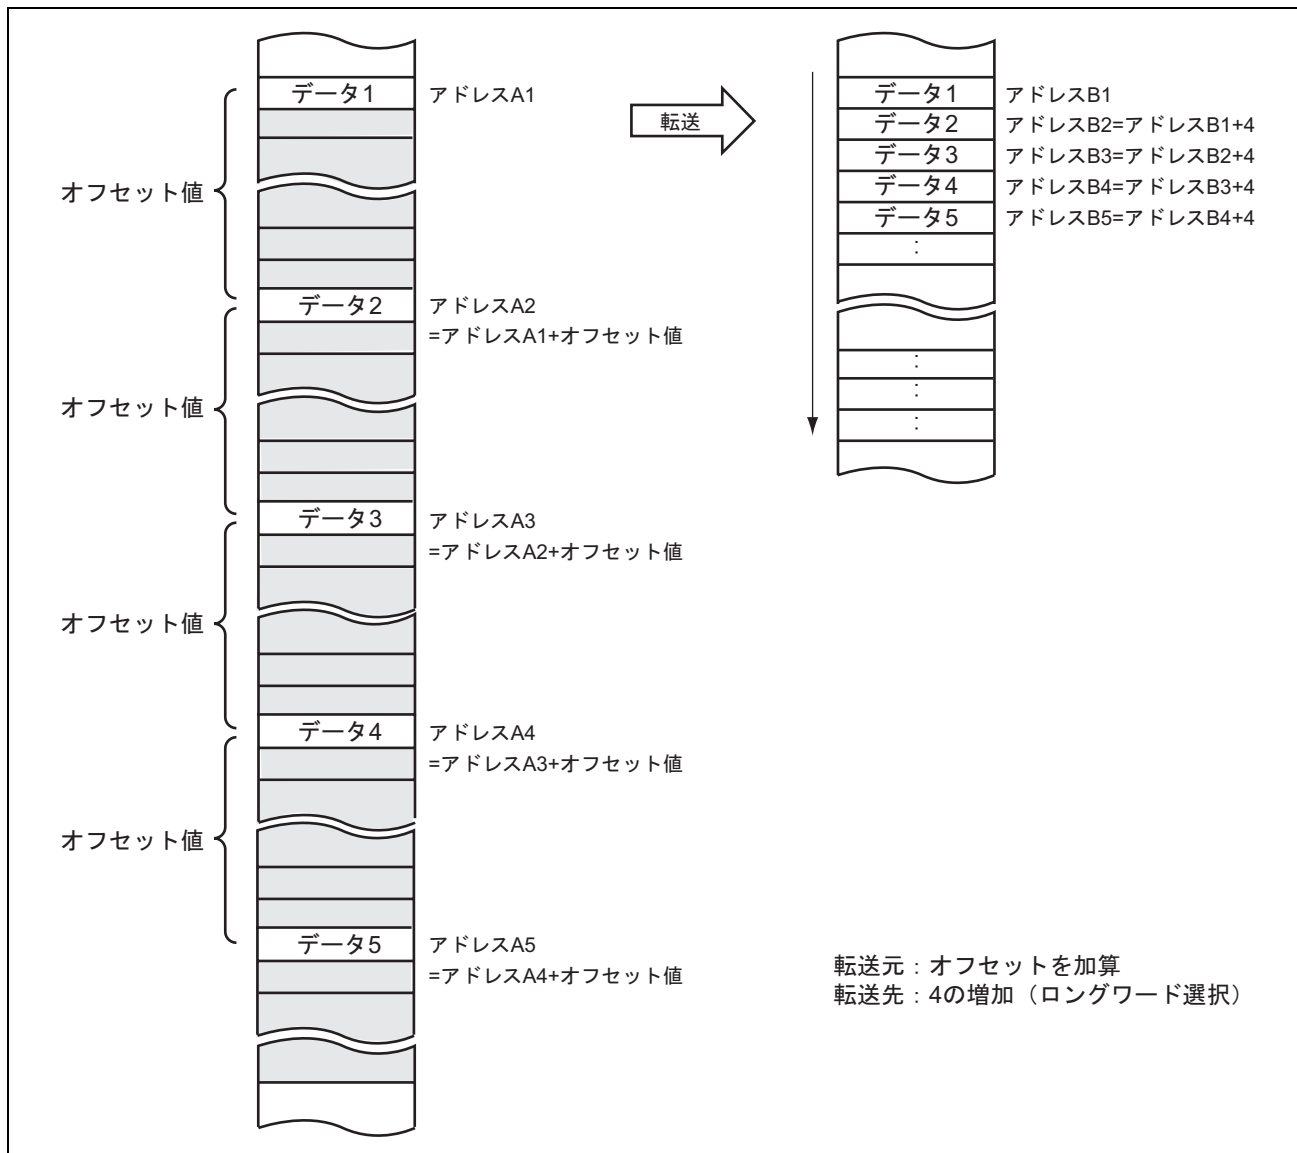 データ1
アドレスA1
オフセット値
データ2
アドレスA2
=アドレスA1+オフセット値
オフセット値
データ3
アドレスA3
=アドレスA2+オフセット値
オフセット値
データ4
アドレスA4
=アドレスA3+オフセット値
オフセット値
データ5
アドレスA5
=アドレスA4+オフセット値
転送
データ1
アドレスB1
データ2
アドレスB2=アドレスB1+4
データ3
アドレスB3=アドレスB2+4
データ4
アドレスB4=アドレスB3+4
データ5
アドレスB5=アドレスB4+4
:
:
:
:
転送元：オフセットを加算
転送先：4の増加（ロングワード選択）